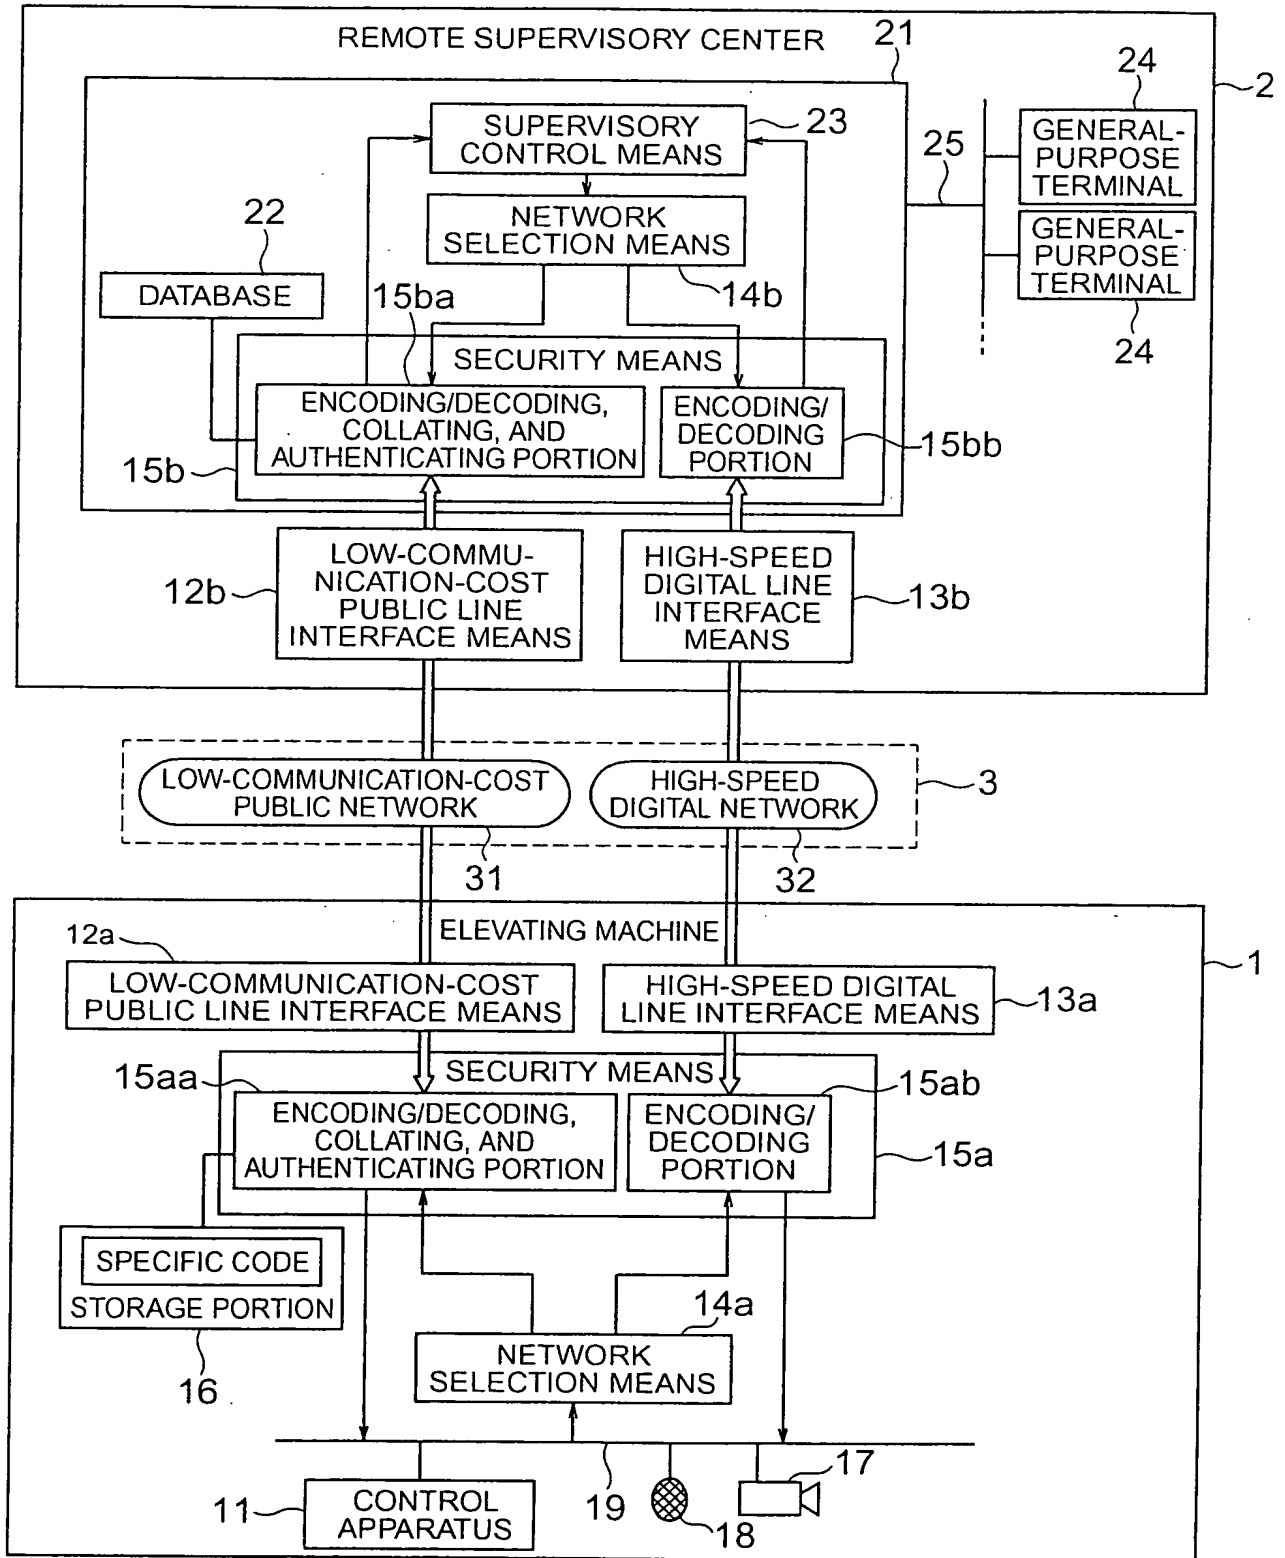 REMOTE SUPERVISORY CENTER
21
2
24
SUPERVISORY
CONTROL MEANS
23
GENERAL-
PURPOSE
TERMINAL
25
22
NETWORK
SELECTION MEANS
GENERAL-
PURPOSE
TERMINAL
DATABASE
15ba
14b
24
SECURITY MEANS
ENCODING/DECODING,
COLLATING, AND
AUTHENTICATING PORTION
ENCODING/
DECODING
PORTION
15bb
15b
12b
LOW-COMMU-
NICATION-COST
PUBLIC LINE
INTERFACE MEANS
HIGH-SPEED
DIGITAL LINE
INTERFACE
MEANS
13b
LOW-COMMUNICATION-COST
PUBLIC NETWORK
HIGH-SPEED
DIGITAL NETWORK
3
31
32
ELEVATING MACHINE
12a
1
LOW-COMMUNICATION-COST
PUBLIC LINE INTERFACE MEANS
HIGH-SPEED DIGITAL
LINE INTERFACE MEANS
13a
15aa
SECURITY MEANS
15ab
ENCODING/DECODING,
COLLATING, AND
AUTHENTICATING PORTION
ENCODING/
DECODING
PORTION
15a
SPECIFIC CODE
STORAGE PORTION
16
14a
NETWORK
SELECTION MEANS
11
CONTROL
APPARATUS
19
18
17